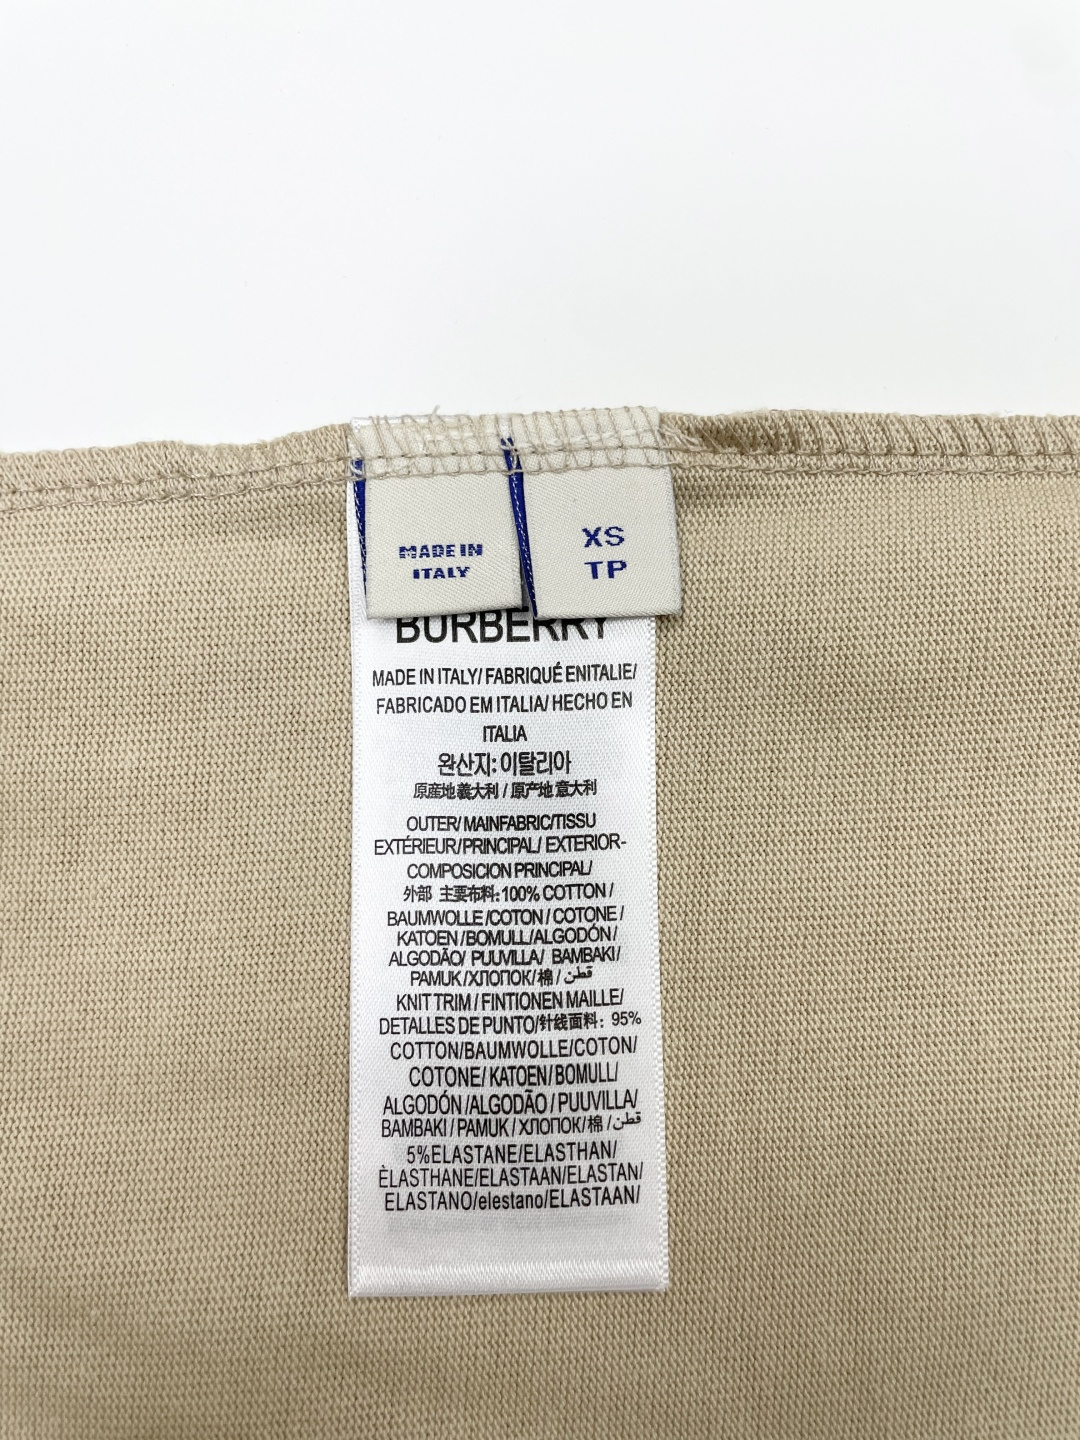 MADE IN
ITALY
XS
TP
BURBERRY
MADE IN ITALY/ FABRIQUÉ ENITALIE/
FABRICADO EM ITALIA/ HECHO EN
ITALIA
완산지: 이탈리아
原産地義大利 / 原产地意大利
OUTER/ MAINFABRIC/TISSU
EXTÉRIEUR/PRINCIPAL/ EXTERIOR-
COMPOSICION PRINCIPAL/
外部 主要布料:100% COTTON /
BAUMWOLLE/COTON / COTONE /
KATOEN /BOMULL/ALGODÓN/
ALGODÃO/ PUUVILLA/ BAMBAKI/
PAMUK/ХЛОПОК/棉/قطن
KNIT TRIM / FINTIONEN MAILLE/
DETALLES DE PUNTO/针线面料: 95%
COTTON/BAUMWOLLE/COTON/
COTONE/ KATOEN/ BOMULL/
ALGODÓN /ALGODÃO / PUUVILLA/
BAMBAKI / PAMUK / ХЛОПОК/棉/قطن
5%ELASTANE/ELASTHAN/
ÈLASTHANE/ELASTAAN/ELASTAN/
ELASTANO/elestano/ELASTAAN/